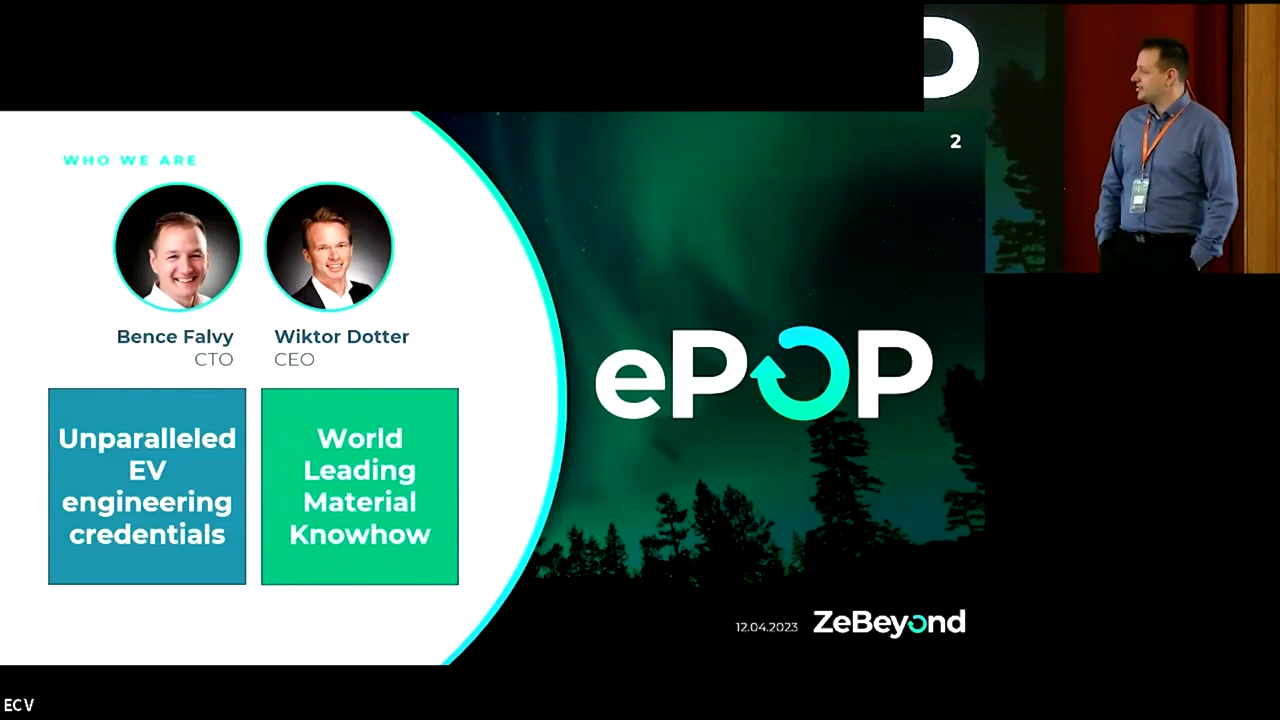 P
2
WHO WE ARE
Bence Falvy
CTO
Wiktor Dotter
CEO
Unparalleled
EV
engineering
credentials
World
Leading
Material
Knowhow
ePOP
12.04.2023 ZeBeyond
ECV